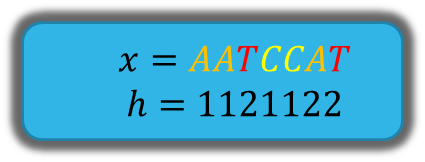 x = AATCCAT
h = 1121122